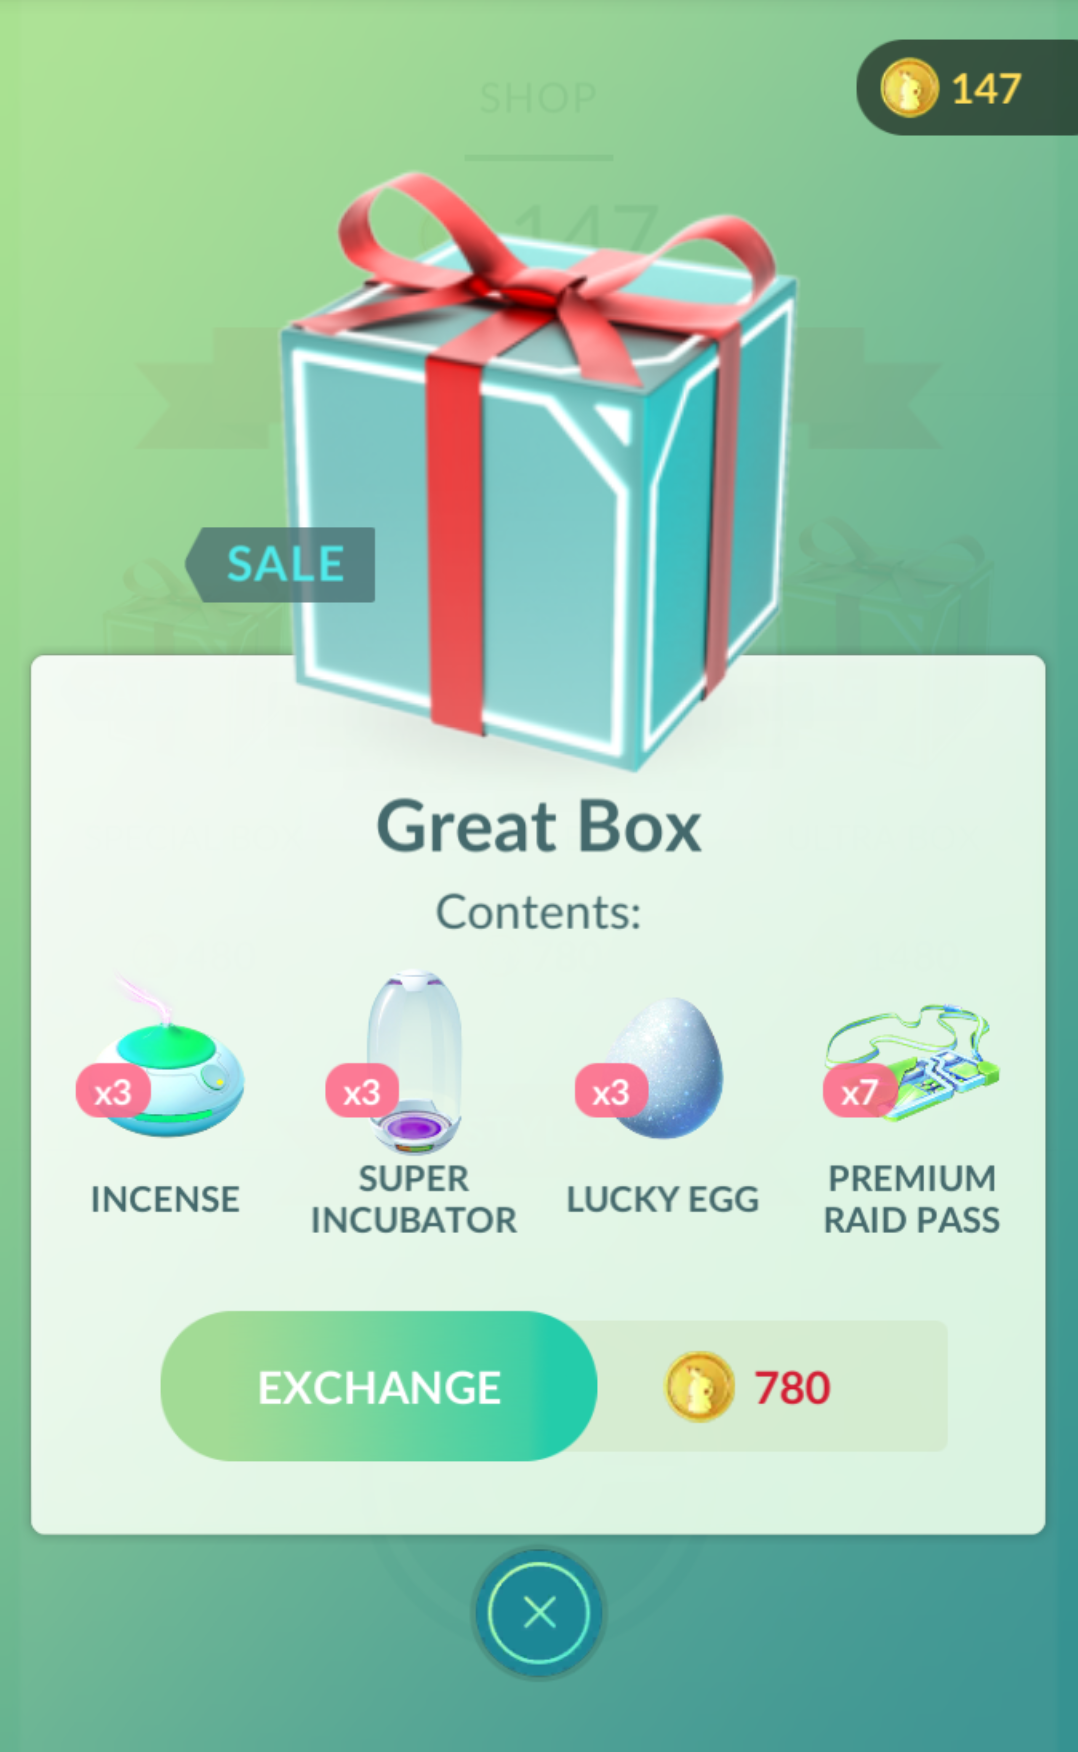 147
SHOP
147
SALE
Great Box
Contents:
x3
x3
x3
x7
INCENSE
SUPER
INCUBATOR
LUCKY EGG
PREMIUM
RAID PASS
EXCHANGE
780